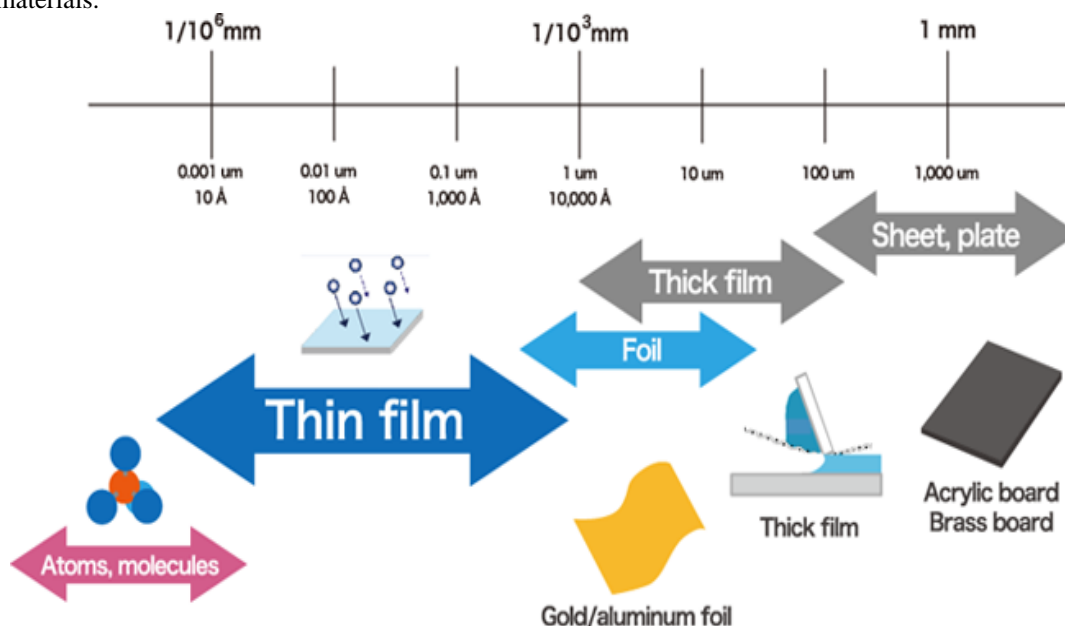 materials.
1/10⁶mm 1/10³mm 1 mm
0.001 um 0.01 um 0.1 um 1 um 10 um 100 um 1,000 um
10 Å 100 Å 1,000 Å 10,000 Å
Sheet, plate
Thick film
Foil
Thin film
Atoms, molecules
Thick film
Acrylic board
Brass board
Gold/aluminum foil